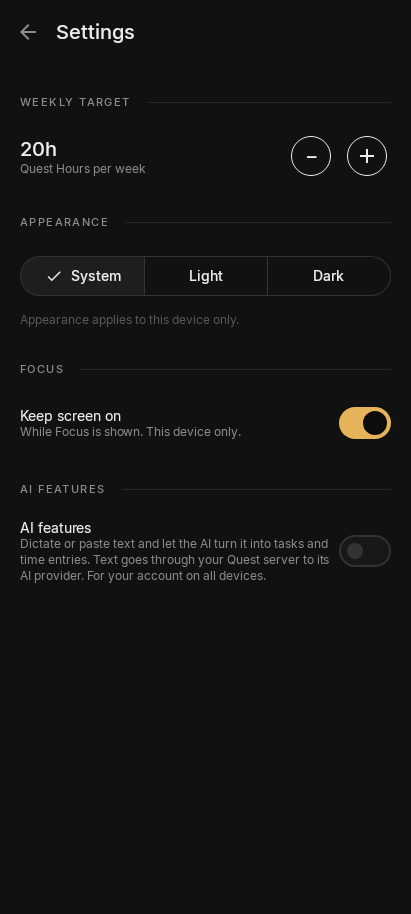 Settings
WEEKLY TARGET
20h
Quest Hours per week
APPEARANCE
System
Light
Dark
Appearance applies to this device only.
FOCUS
Keep screen on
While Focus is shown. This device only.
AI FEATURES
AI features
Dictate or paste text and let the AI turn it into tasks and
time entries. Text goes through your Quest server to its
AI provider. For your account on all devices.